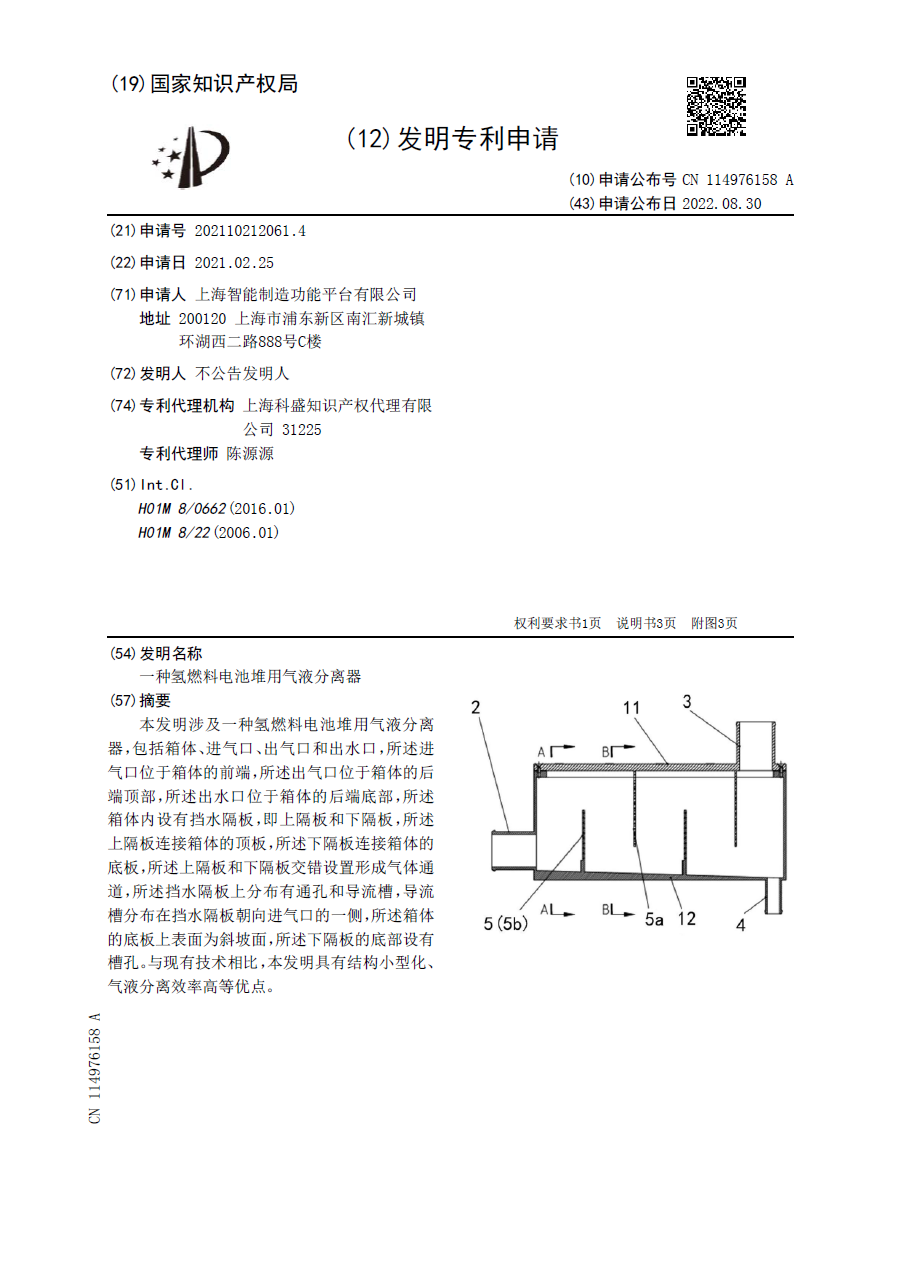 (19)国家知识产权局
(12)发明专利申请
(10)申请公布号 CN 114976158 A
(43)申请公布日 2022.08.30
(21)申请号 202110212061.4
(22)申请日 2021.02.25
(71)申请人 上海智能制造功能平台有限公司
地址 200120 上海市浦东新区南汇新城镇
环湖西二路888号C楼
(72)发明人 不公告发明人
(74)专利代理机构 上海科盛知识产权代理有限
公司 31225
专利代理师 陈源源
(51)Int.Cl.
H01M 8/0662(2016.01)
H01M 8/22(2006.01)
权利要求书1页 说明书3页 附图3页
(54)发明名称
一种氢燃料电池堆用气液分离器
(57)摘要
本发明涉及一种氢燃料电池堆用气液分离
器,包括箱体、进气口、出气口和出水口,所述进
气口位于箱体的前端,所述出气口位于箱体的后
端顶部,所述出水口位于箱体的后端底部,所述
箱体内设有挡水隔板,即上隔板和下隔板,所述
上隔板连接箱体的顶板,所述下隔板连接箱体的
底板,所述上隔板和下隔板交错设置形成气体通
道,所述挡水隔板上分布有通孔和导流槽,导流
槽分布在挡水隔板朝向进气口的一侧,所述箱体
的底板上表面为斜坡面,所述下隔板的底部设有
槽孔。与现有技术相比,本发明具有结构小型化、
气液分离效率高等优点。
2 11 3
A B
A B
5(5b) 5a 12 4
CN 114976158 A